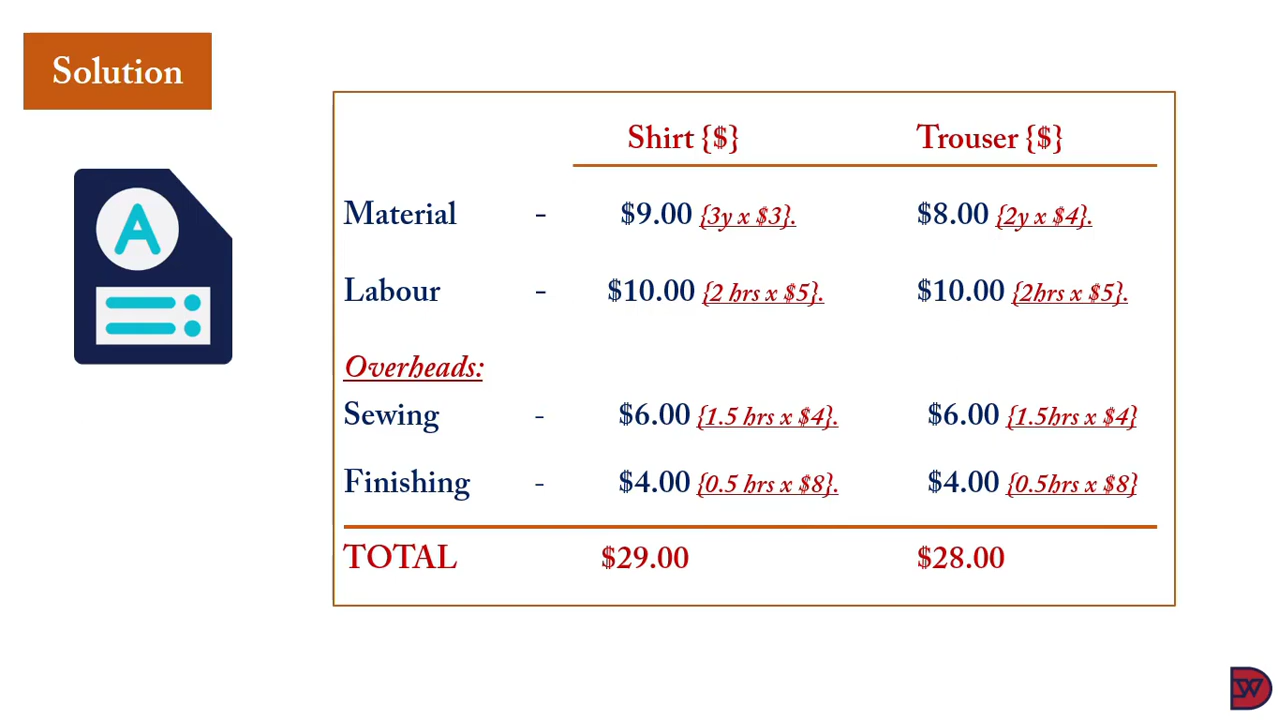 Solution
Shirt {$} Trouser {$}
Material - $9.00 {3y x $3}. $8.00 {2y x $4}.
Labour - $10.00 {2 hrs x $5}. $10.00 {2hrs x $5}.
Overheads:
Sewing - $6.00 {1.5 hrs x $4}. $6.00 {1.5hrs x $4}
Finishing - $4.00 {0.5 hrs x $8}. $4.00 {0.5hrs x $8}
TOTAL $29.00 $28.00
A
DW